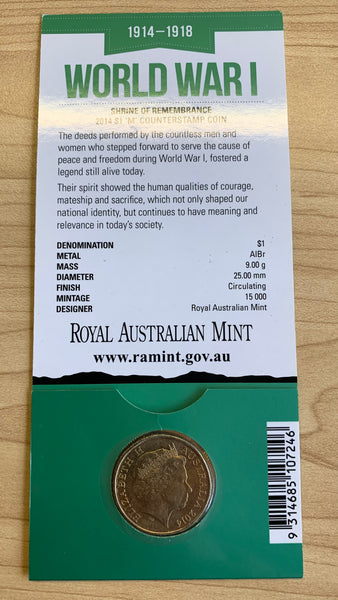 1914–1918
WORLD WAR I
SHRINE OF REMEMBRANCE
2014 $1 'M' COUNTERSTAMP COIN
The deeds performed by the countless men and
women who stepped forward to serve the cause of
peace and freedom during World War I, fostered a
legend still alive today.
Their spirit showed the human qualities of courage,
mateship and sacrifice, which not only shaped our
national identity, but continues to have meaning and
relevance in today's society.
DENOMINATION $1
METAL AlBr
MASS 9.00 g
DIAMETER 25.00 mm
FINISH Circulating
MINTAGE 15 000
DESIGNER Royal Australian Mint
ROYAL AUSTRALIAN MINT
www.ramint.gov.au
ELIZABETH II
AUSTRALIA 2014
9 314685 107246